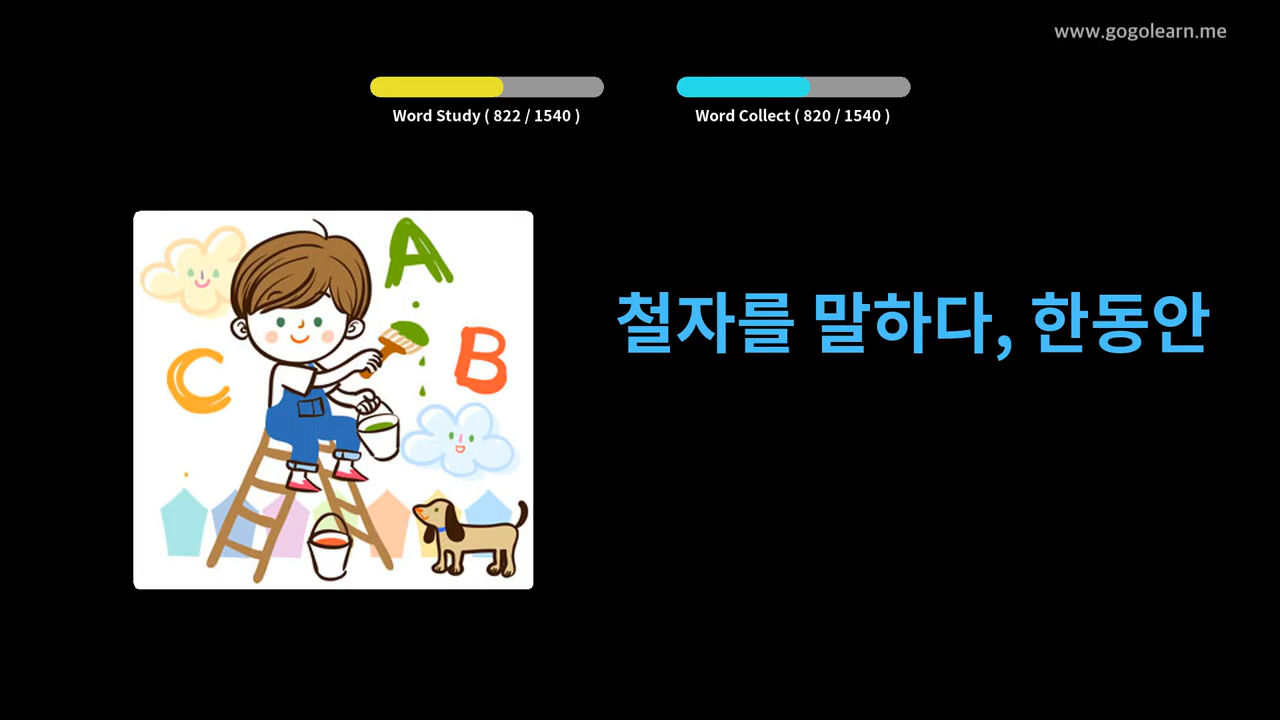 www.gogolearn.me
Word Study ( 822 / 1540 )
Word Collect ( 820 / 1540 )
A
B
C
철자를 말하다, 한동안